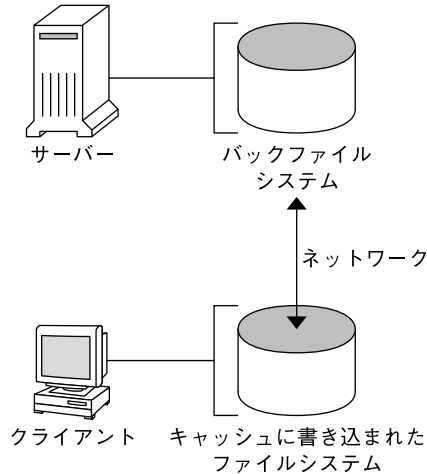 サーバー
バックファイル
システム
ネットワーク
クライアント
キャッシュに書き込まれた
ファイルシステム